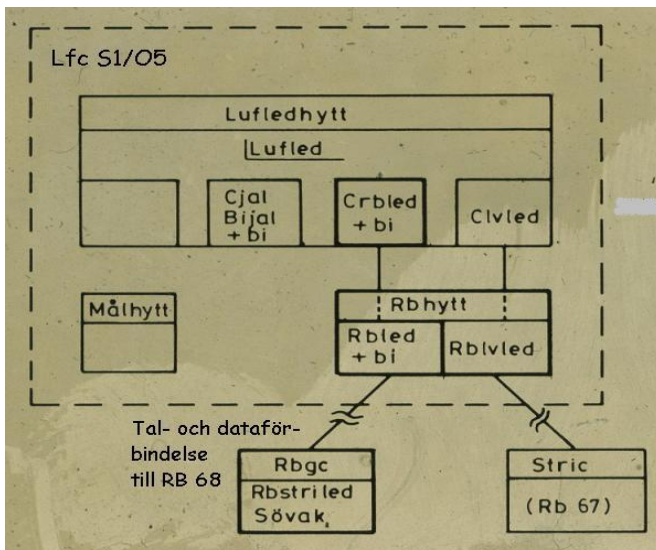 Lfc S1/O5
Lufledhytt
Lufled
Cjal
Bijal
+ bi
Crbled
+ bi
Clvled
Målhytt
Rbhytt
Rbled
+ bi
Rblvled
Tal- och dataför-
bindelse
till RB 68
Rbgc
Rbstriled
Sövak
Stric
(Rb 67)